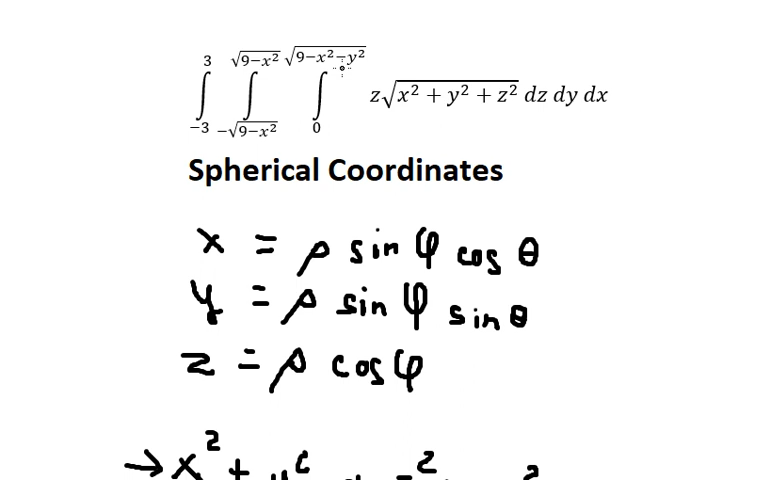 ∫_{-3}^{3} ∫_{-√9−x²}^{√9−x²} ∫_{0}^{√9−x²−y²} z√x² + y² + z² dz dy dx
Spherical Coordinates
x = ρ sin φ cos θ
y = ρ sin φ sin θ
z = ρ cos φ
→ x² +